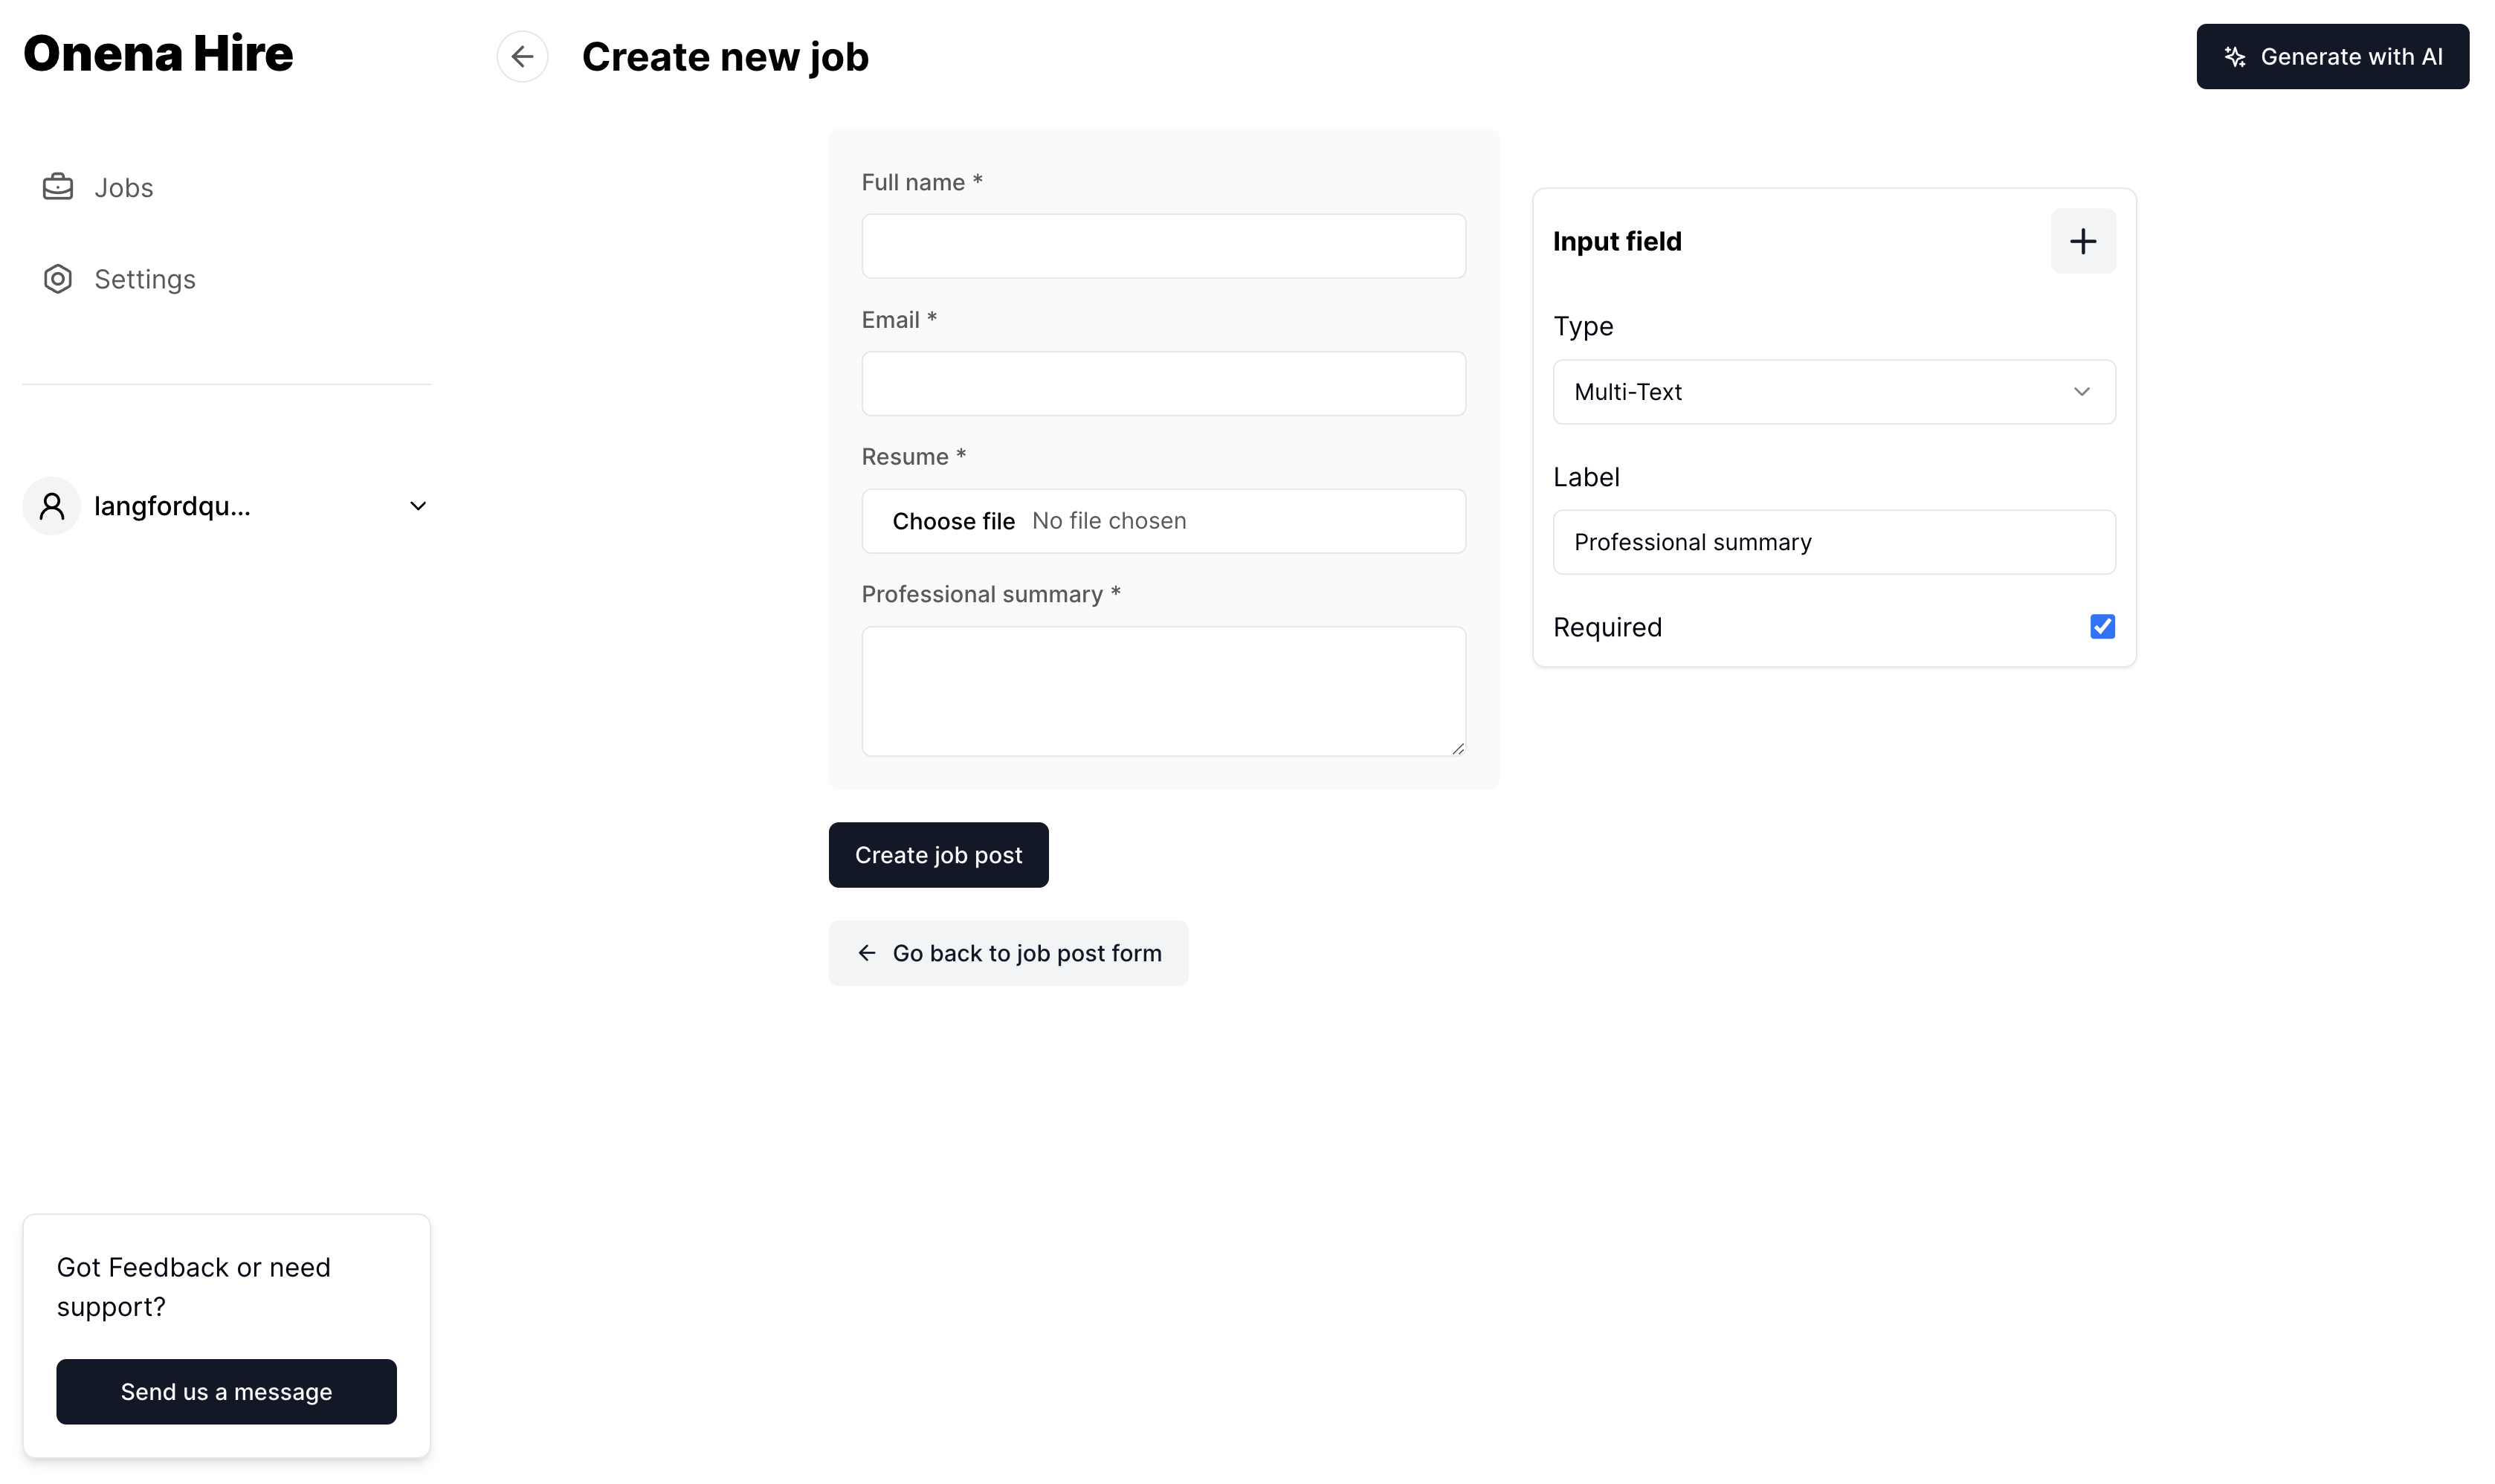 Onena Hire
Create new job
Generate with AI
Jobs
Settings
langfordqu...
Full name *
Email *
Resume *
Choose file No file chosen
Professional summary *
Input field
Type
Multi-Text
Label
Professional summary
Required
Create job post
Go back to job post form
Got Feedback or need
support?
Send us a message